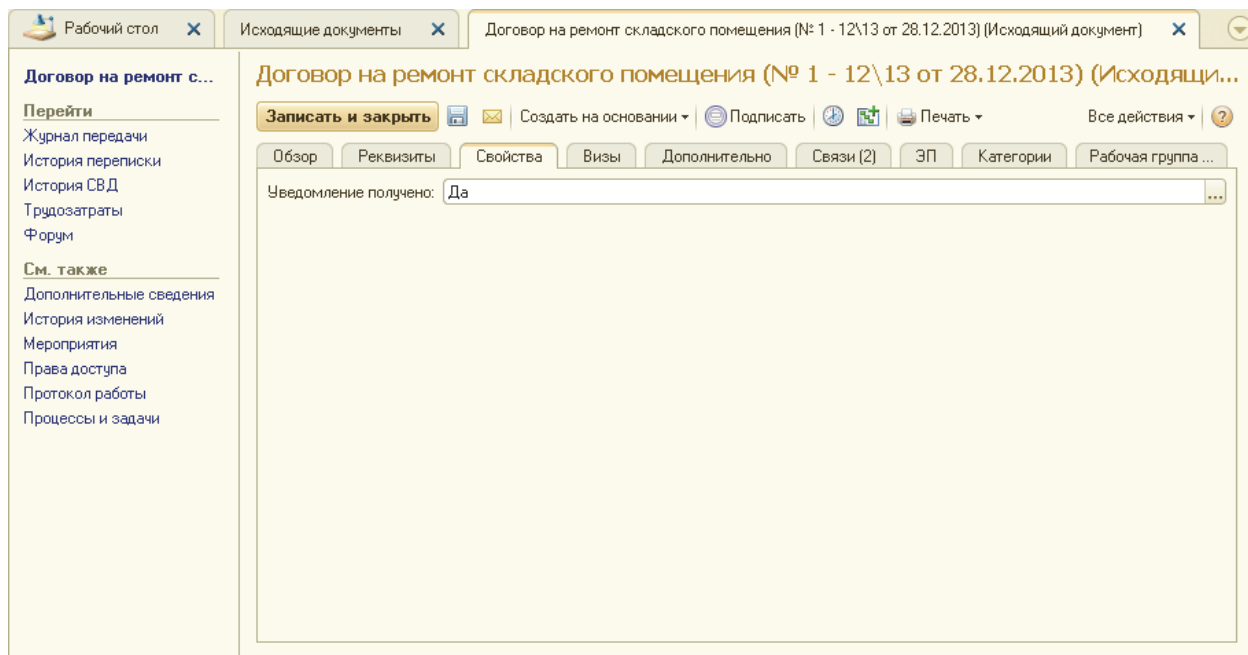 Рабочий стол
Исходящие документы
Договор на ремонт складского помещения (№ 1 - 12\13 от 28.12.2013) (Исходящий документ)
Договор на ремонт с...
Перейти
Журнал передачи
История переписки
История СВД
Трудозатраты
Форум
См. также
Дополнительные сведения
История изменений
Мероприятия
Права доступа
Протокол работы
Процессы и задачи
Договор на ремонт складского помещения (№ 1 - 12\13 от 28.12.2013) (Исходящи...
Записать и закрыть Создать на основании Подписать Печать Все действия ?
Обзор Реквизиты Свойства Визы Дополнительно Связи (2) ЭП Категории Рабочая группа ...
Уведомление получено: Да ...